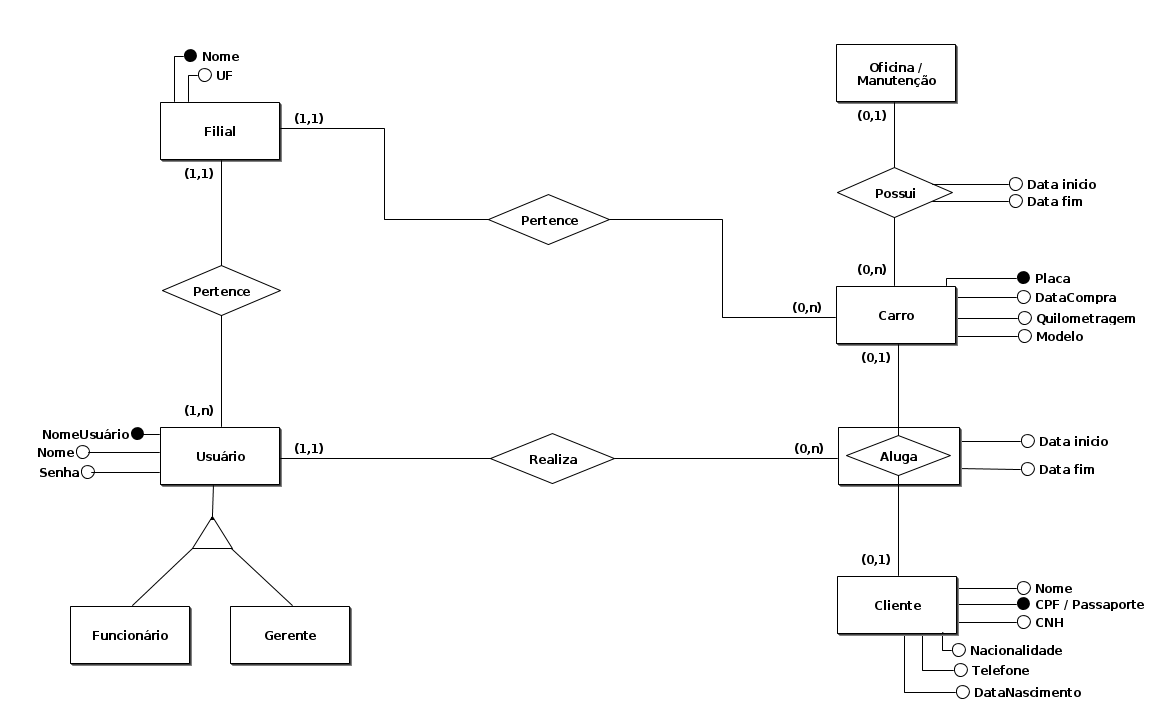 Nome
UF
Filial
(1,1)
(1,1)
Oficina /
Manutenção
(0,1)
Possui
Data inicio
Data fim
Pertence
(0,n)
Placa
DataCompra
Quilometragem
Modelo
Carro
(0,n)
(0,1)
Pertence
(1,n)
NomeUsuário
Nome
Senha
Usuário
(1,1)
Realiza
(0,n)
Aluga
Data inicio
Data fim
(0,1)
Cliente
Nome
CPF / Passaporte
CNH
Nacionalidade
Telefone
DataNascimento
Funcionário
Gerente